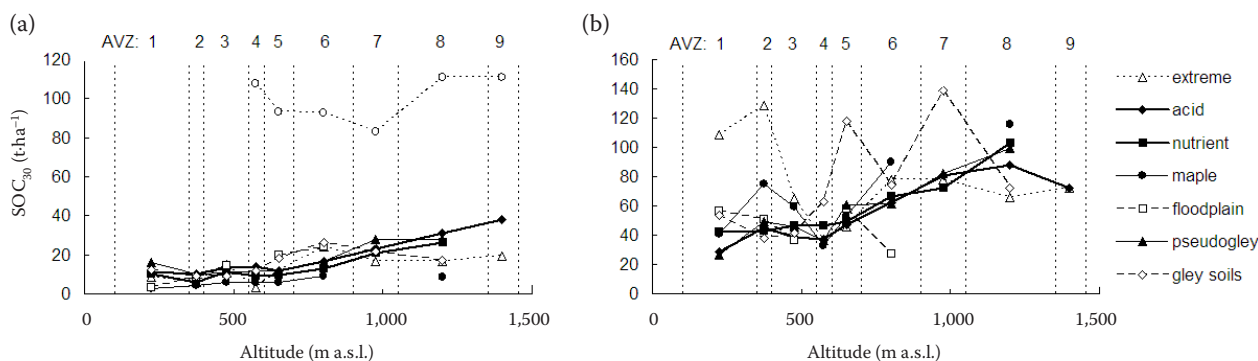 (a)
AVZ: 1 2 3 4 5 6 7 8 9
120
100
80
60
40
20
0
SOC₃₀ (t·ha⁻¹)
0 500 1,000 1,500
Altitude (m a.s.l.)
(b)
AVZ: 1 2 3 4 5 6 7 8 9
160
140
120
100
80
60
40
20
0
0 500 1,000 1,500
Altitude (m a.s.l.)
extreme
acid
nutrient
maple
floodplain
pseudogley
gley soils